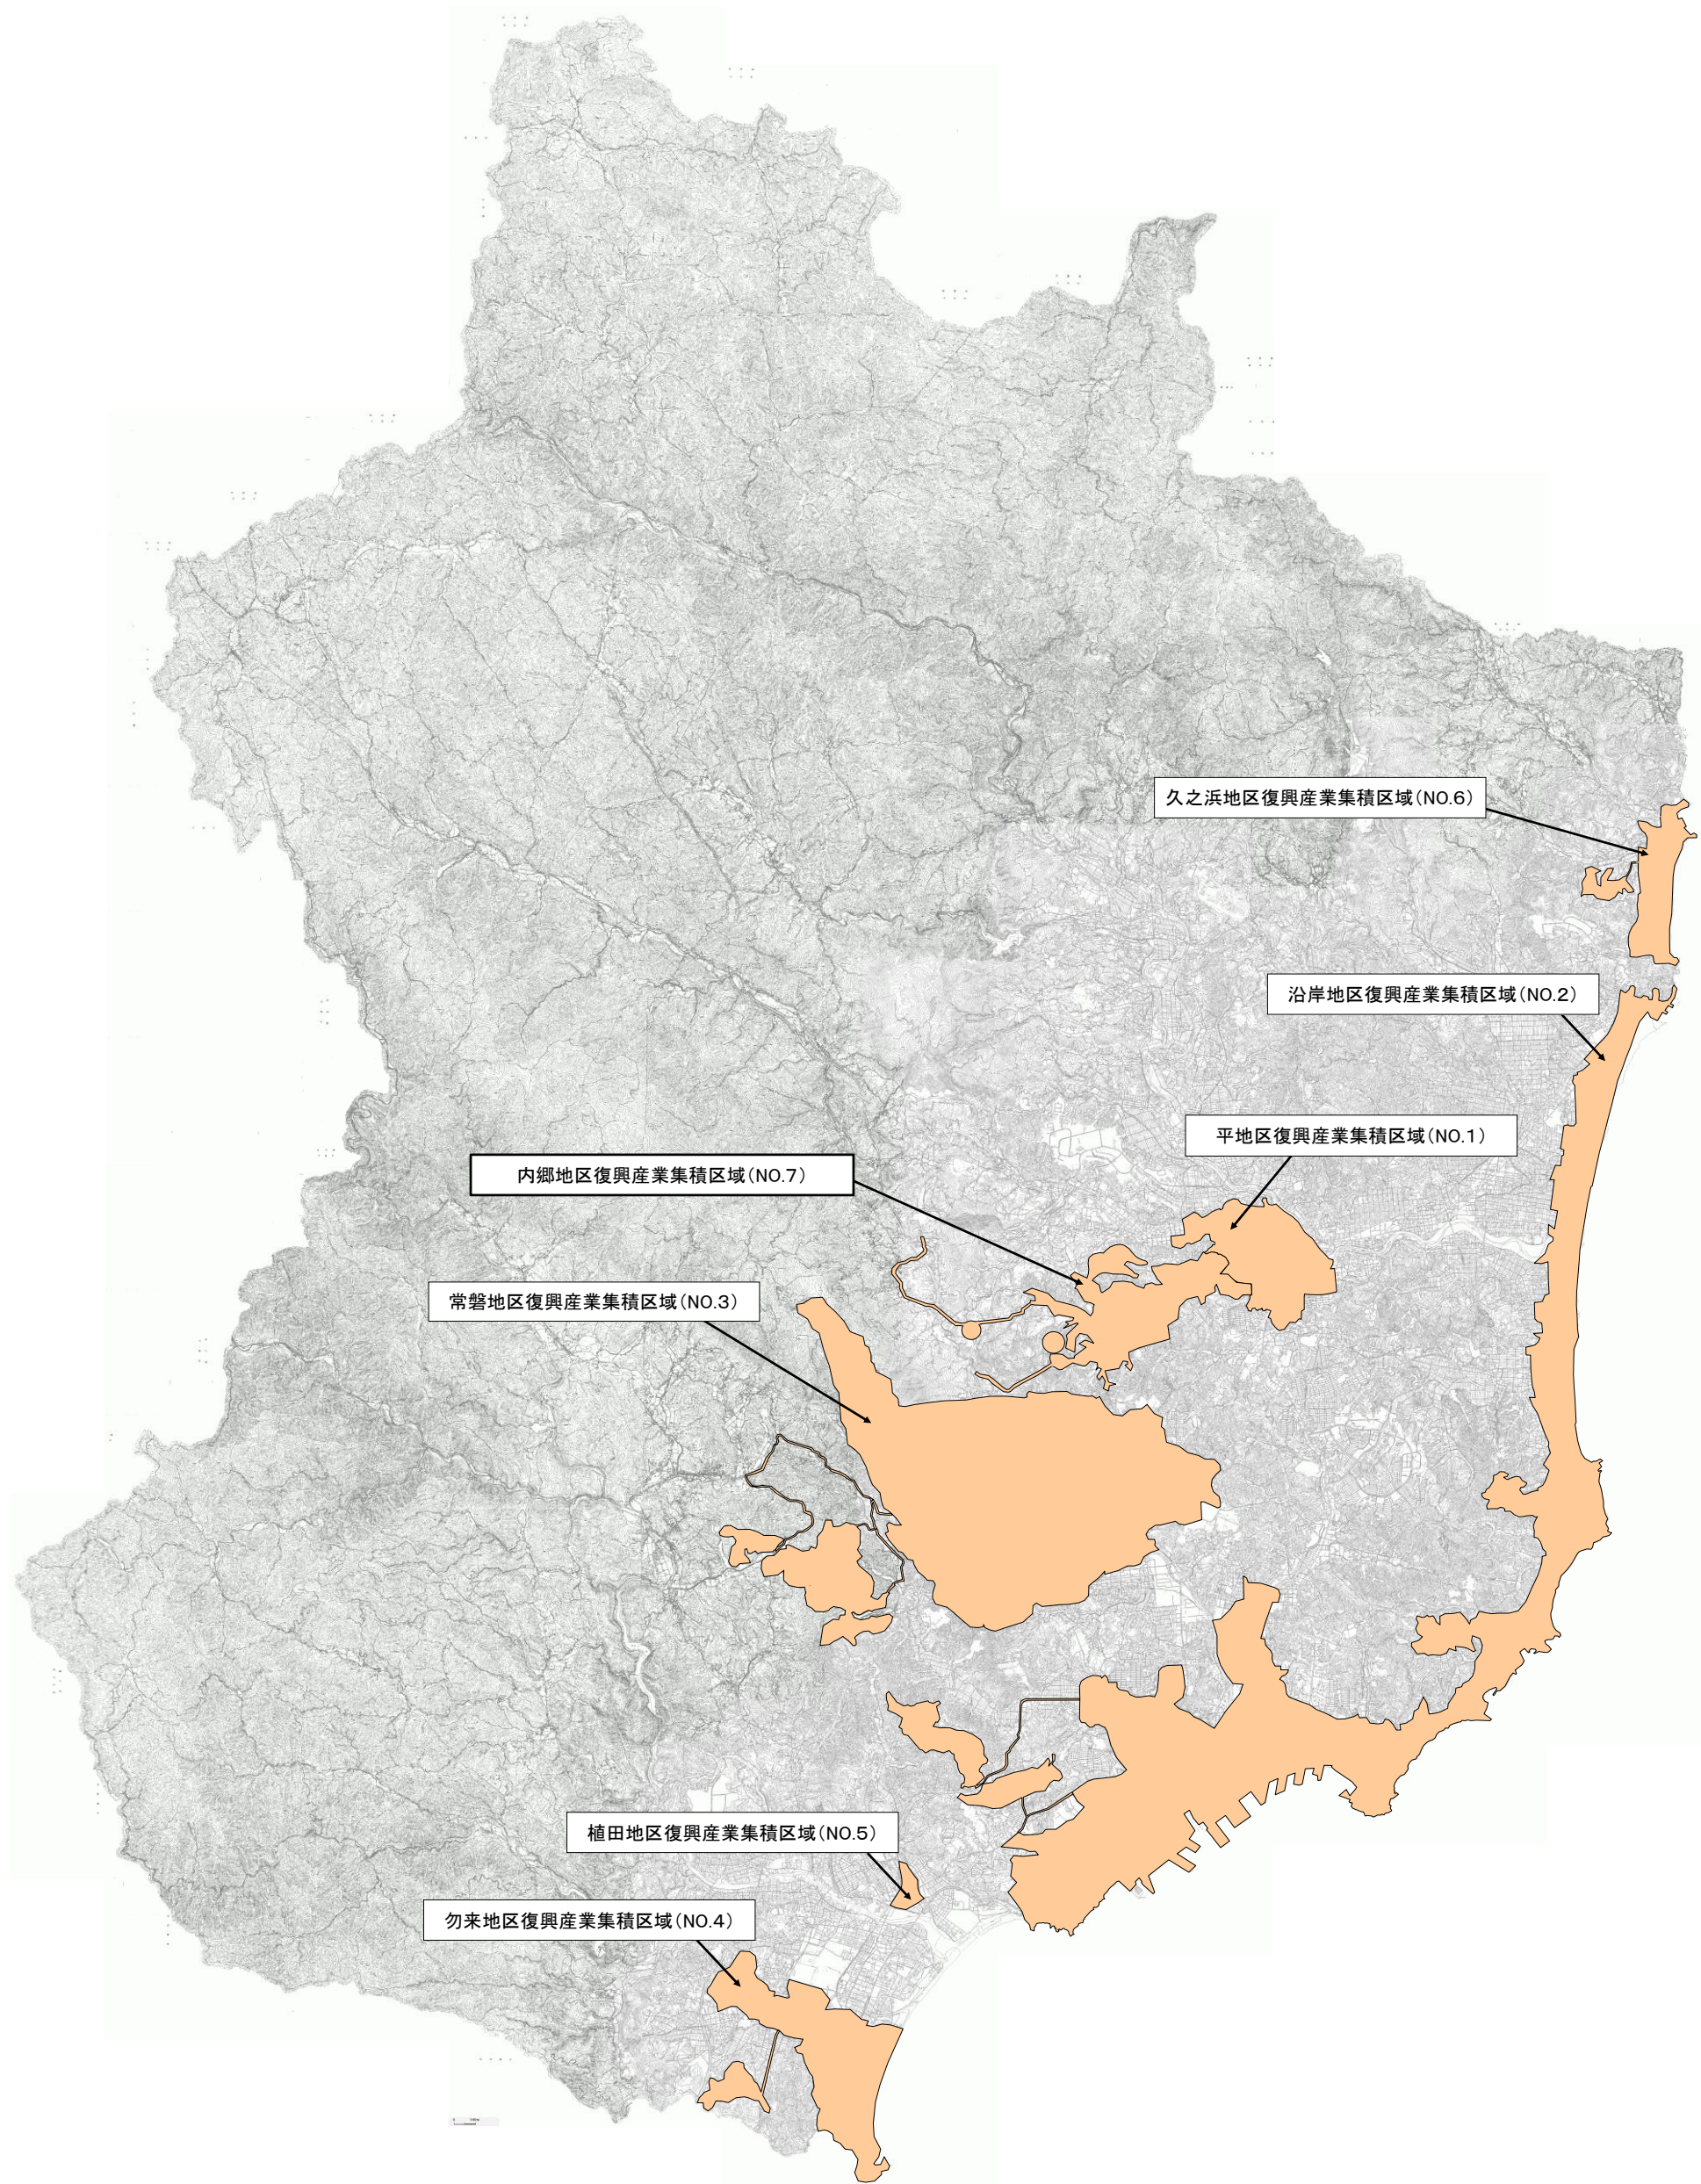 久之浜地区復興産業集積区域(NO.6)
沿岸地区復興産業集積区域(NO.2)
平地区復興産業集積区域(NO.1)
内郷地区復興産業集積区域(NO.7)
常磐地区復興産業集積区域(NO.3)
植田地区復興産業集積区域(NO.5)
勿来地区復興産業集積区域(NO.4)